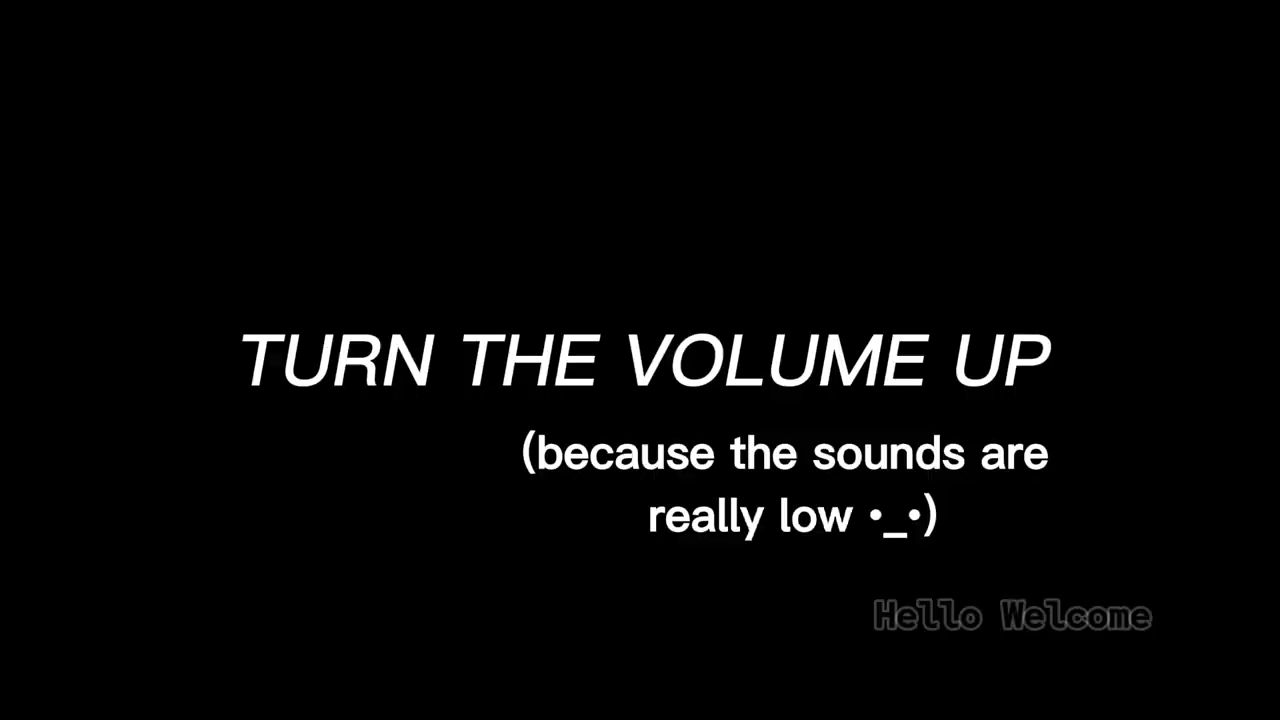 TURN THE VOLUME UP
(because the sounds are
really low •_•)
Hello Welcome